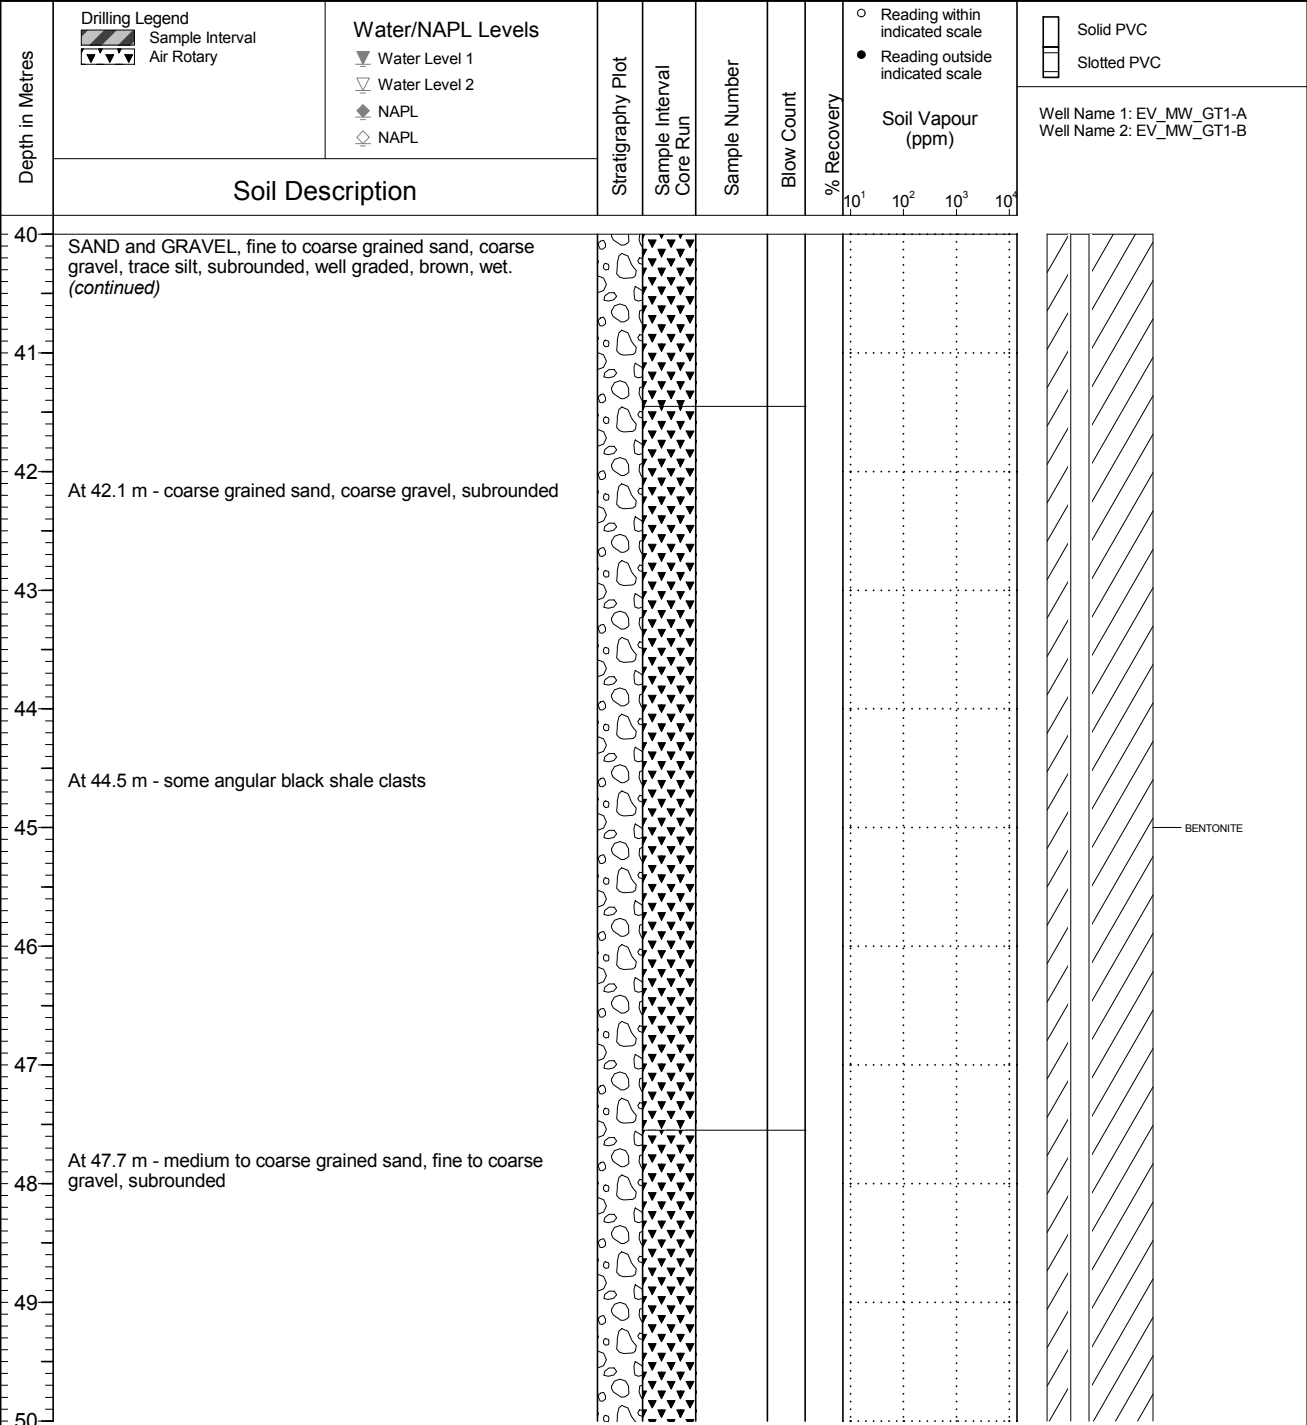 Drilling Legend
Sample Interval
Air Rotary
Water/NAPL Levels
Water Level 1
Water Level 2
NAPL
NAPL
Depth in Metres
Soil Description
Stratigraphy Plot
Sample Interval
Core Run
Sample Number
Blow Count
% Recovery
Reading within
indicated scale
Reading outside
indicated scale
Soil Vapour
(ppm)
10¹ 10² 10³ 10⁴
Solid PVC
Slotted PVC
Well Name 1: EV_MW_GT1-A
Well Name 2: EV_MW_GT1-B
40
SAND and GRAVEL, fine to coarse grained sand, coarse
gravel, trace silt, subrounded, well graded, brown, wet.
(continued)
41
42
At 42.1 m - coarse grained sand, coarse gravel, subrounded
43
44
At 44.5 m - some angular black shale clasts
45
BENTONITE
46
47
At 47.7 m - medium to coarse grained sand, fine to coarse
gravel, subrounded
48
49
50